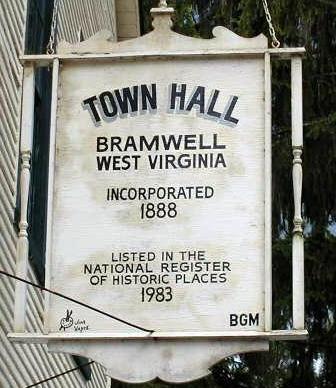 TOWN HALL
BRAMWELL
WEST VIRGINIA
INCORPORATED
1888
LISTED IN THE
NATIONAL REGISTER
OF HISTORIC PLACES
1983
BGM